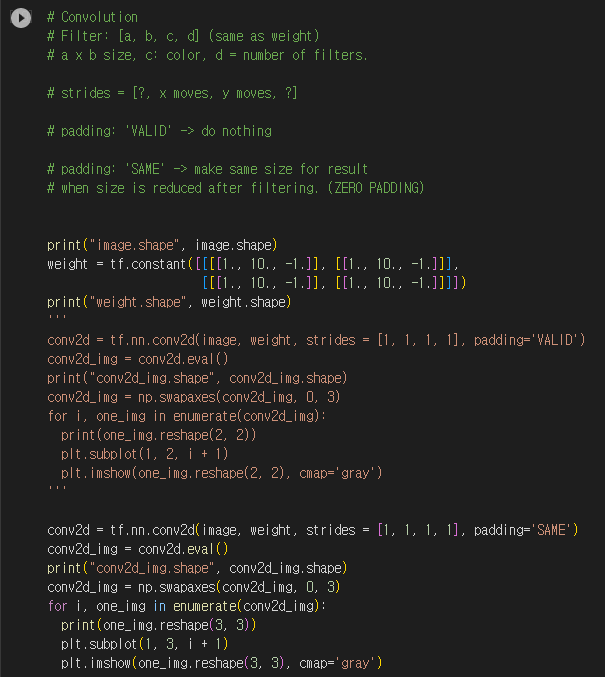 # Convolution
# Filter: [a, b, c, d] (same as weight)
# a x b size, c: color, d = number of filters.
# strides = [?, x moves, y moves, ?]
# padding: 'VALID' -> do nothing
# padding: 'SAME' -> make same size for result
# when size is reduced after filtering. (ZERO PADDING)
print("image.shape", image.shape)
weight = tf.constant([[[[1., 10., -1.]], [[1., 10., -1.]]],
[[[1., 10., -1.]], [[1., 10., -1.]]]])
print("weight.shape", weight.shape)
'''
conv2d = tf.nn.conv2d(image, weight, strides = [1, 1, 1, 1], padding='VALID')
conv2d_img = conv2d.eval()
print("conv2d_img.shape", conv2d_img.shape)
conv2d_img = np.swapaxes(conv2d_img, 0, 3)
for i, one_img in enumerate(conv2d_img):
  print(one_img.reshape(2, 2))
  plt.subplot(1, 2, i + 1)
  plt.imshow(one_img.reshape(2, 2), cmap='gray')
'''
conv2d = tf.nn.conv2d(image, weight, strides = [1, 1, 1, 1], padding='SAME')
conv2d_img = conv2d.eval()
print("conv2d_img.shape", conv2d_img.shape)
conv2d_img = np.swapaxes(conv2d_img, 0, 3)
for i, one_img in enumerate(conv2d_img):
  print(one_img.reshape(3, 3))
  plt.subplot(1, 3, i + 1)
  plt.imshow(one_img.reshape(3, 3), cmap='gray')